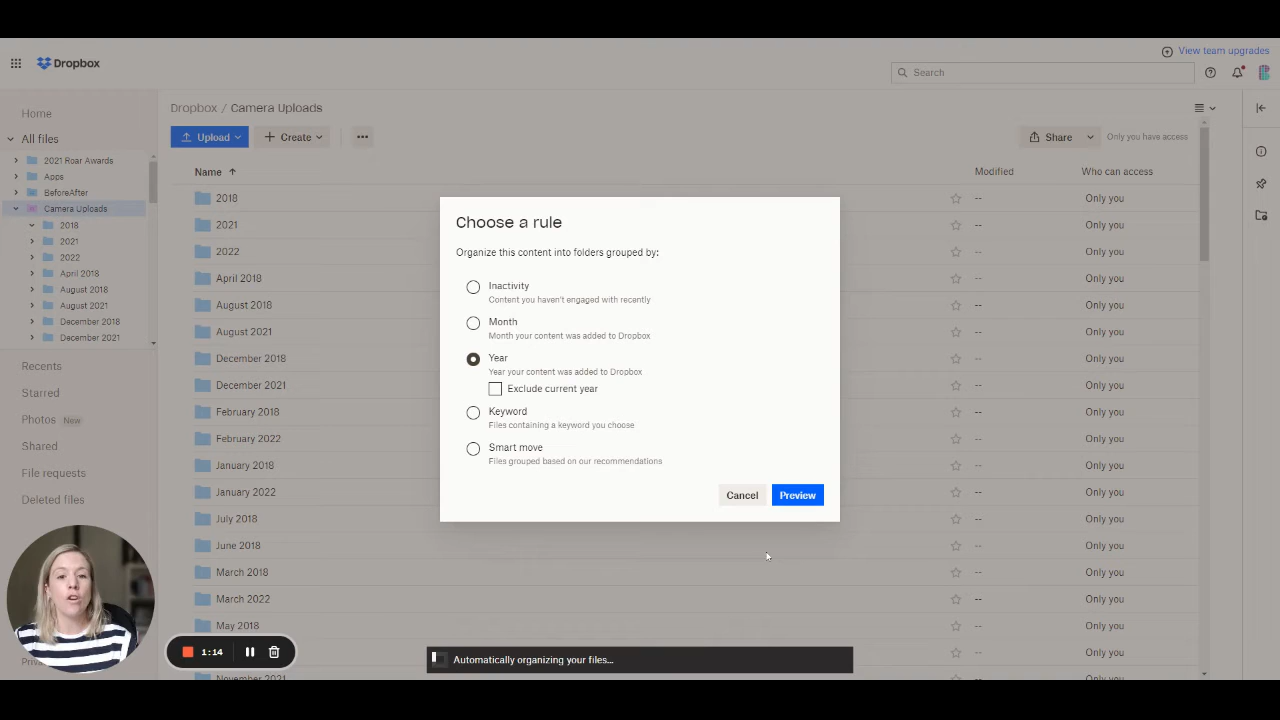 View team upgrades
Dropbox
Search
Home
All files
2021 Roar Awards
Apps
BeforeAfter
Camera Uploads
2018
2021
2022
April 2018
August 2018
August 2021
December 2018
December 2021
Recents
Starred
Photos New
Shared
File requests
Deleted files
Dropbox / Camera Uploads
Upload
Create
Share
Only you have access
Name
Modified
Who can access
2018 -- Only you
2021 -- Only you
2022 -- Only you
April 2018 -- Only you
August 2018 -- Only you
August 2021 -- Only you
December 2018 -- Only you
December 2021 -- Only you
February 2018 -- Only you
February 2022 -- Only you
January 2018 -- Only you
January 2022 -- Only you
July 2018 -- Only you
June 2018 -- Only you
March 2018 -- Only you
March 2022 -- Only you
May 2018 -- Only you
-- Only you
November 2021 -- Only you
Choose a rule
Organize this content into folders grouped by:
Inactivity
Content you haven't engaged with recently
Month
Month your content was added to Dropbox
Year
Year your content was added to Dropbox
Exclude current year
Keyword
Files containing a keyword you choose
Smart move
Files grouped based on our recommendations
Cancel
Preview
1:14
Automatically organizing your files...